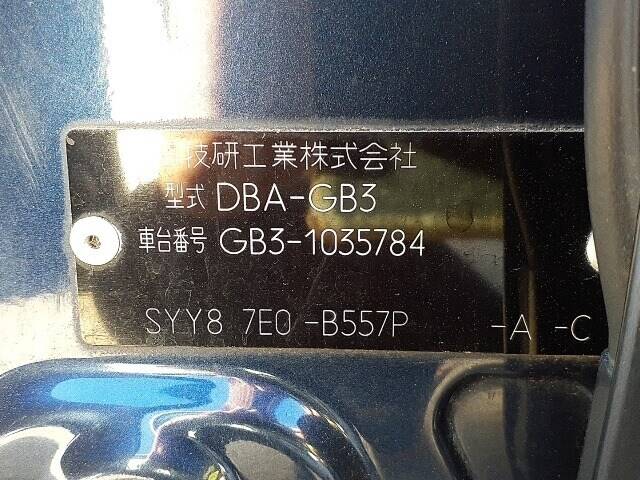 技研工業株式会社
型式 DBA-GB3
車台番号 GB3-1035784
SYY8 7E0 -B557P -A -C